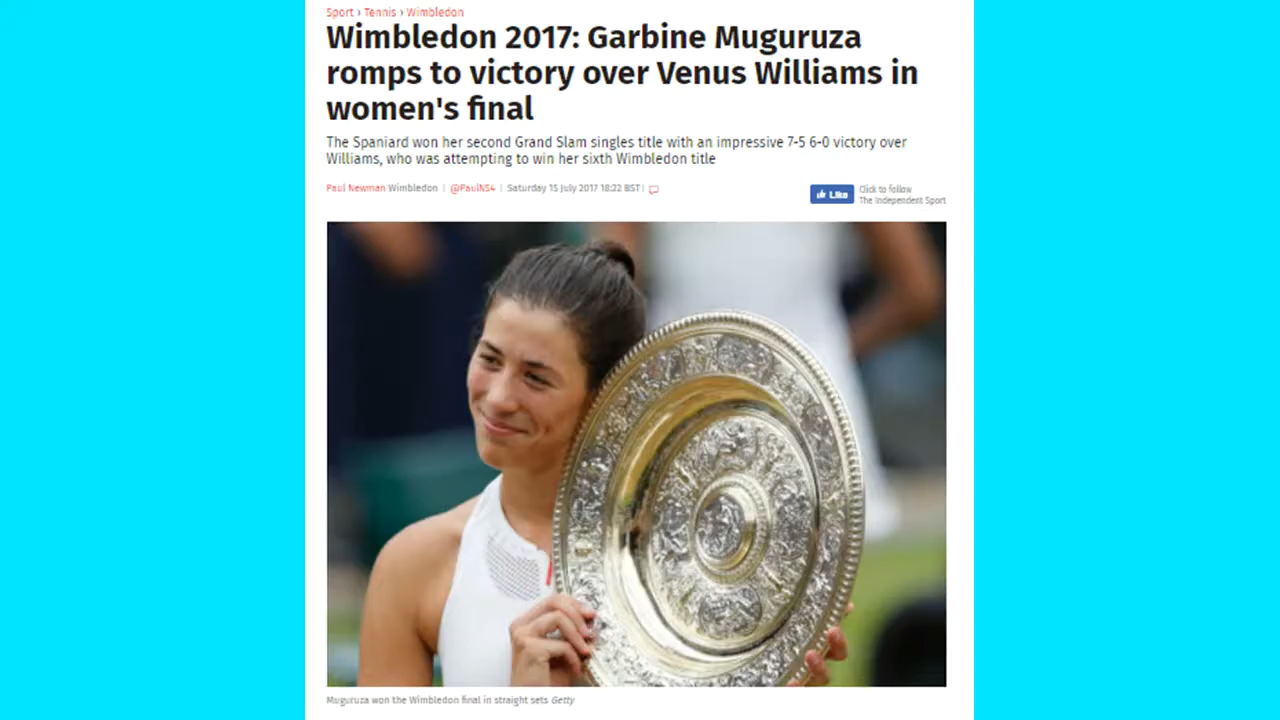 Sport › Tennis › Wimbledon
Wimbledon 2017: Garbine Muguruza
romps to victory over Venus Williams in
women's final
The Spaniard won her second Grand Slam singles title with an impressive 7-5 6-0 victory over
Williams, who was attempting to win her sixth Wimbledon title
Paul Newman Wimbledon | @PaulNS4 | Saturday 15 July 2017 18:22 BST |
Like
Click to follow
The Independent Sport
Muguruza won the Wimbledon final in straight sets Getty